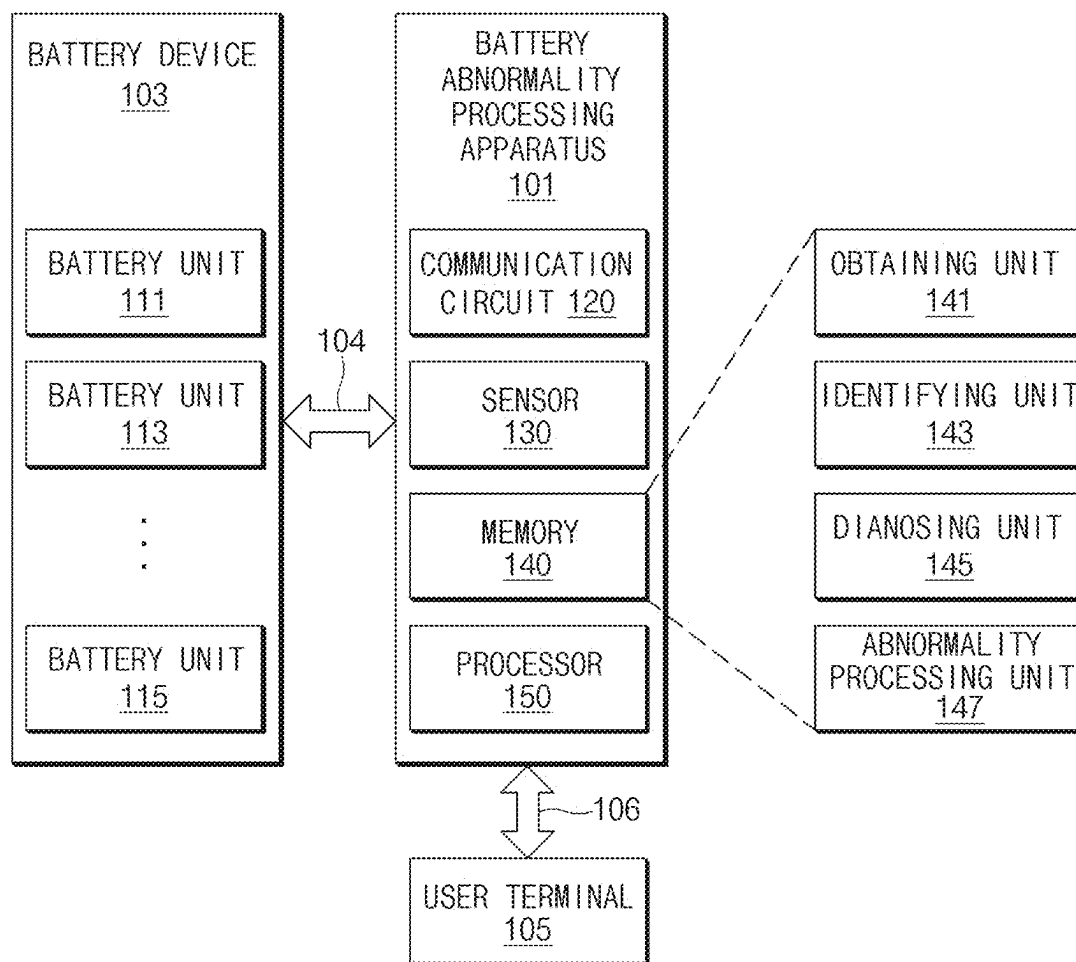 BATTERY DEVICE
103
BATTERY UNIT
111
BATTERY UNIT
113
BATTERY UNIT
115
104
BATTERY
ABNORMALITY
PROCESSING
APPARATUS
101
COMMUNICATION
CIRCUIT 120
SENSOR
130
MEMORY
140
PROCESSOR
150
OBTAINING UNIT
141
IDENTIFYING UNIT
143
DIANOSING UNIT
145
ABNORMALITY
PROCESSING UNIT
147
106
USER TERMINAL
105